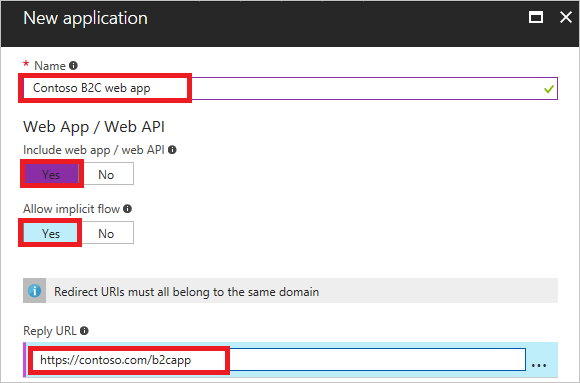 New application
* Name
Contoso B2C web app
Web App / Web API
Include web app / web API
Yes No
Allow implicit flow
Yes No
Redirect URIs must all belong to the same domain
Reply URL
https://contoso.com/b2capp ...